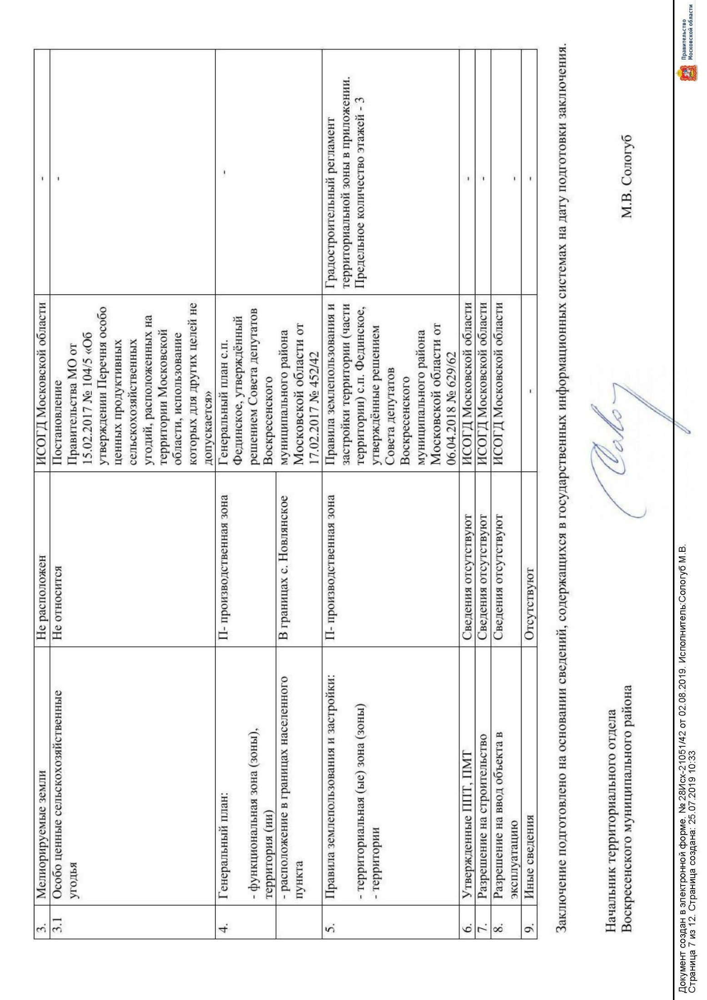 3.
Мелиорируемые земли
Не расположен
ИСОГД Московской области
-
3.1
Особо ценные сельскохозяйственные
угодья
Не относится
Постановление
Правительства МО от
15.02.2017 № 104/5 «Об
утверждении Перечня особо
ценных продуктивных
сельскохозяйственных
угодий, расположенных на
территории Московской
области, использование
которых для других целей не
допускается»
-
4.
Генеральный план:
- функциональная зона (зоны),
территория (ии)
П- производственная зона
Генеральный план с.п.
Фединское, утверждённый
решением Совета депутатов
Воскресенского
муниципального района
Московской области от
17.02.2017 № 452/42
-
- расположение в границах населенного
пункта
В границах с. Новлянское
5.
Правила землепользования и застройки:
- территориальная (ые) зона (зоны)
- территории
П- производственная зона
Правила землепользования и
застройки территории (части
территории) с.п. Фединское,
утверждённые решением
Совета депутатов
Воскресенского
муниципального района
Московской области от
06.04.2018 № 629/62
Градостроительный регламент
территориальной зоны в приложении.
Предельное количество этажей - 3
6.
Утвержденные ППТ, ПМТ
Сведения отсутствуют
ИСОГД Московской области
-
7.
Разрешение на строительство
Сведения отсутствуют
ИСОГД Московской области
-
8.
Разрешение на ввод объекта в
эксплуатацию
Сведения отсутствуют
ИСОГД Московской области
-
9.
Иные сведения
Отсутствуют
-
-
Заключение подготовлено на основании сведений, содержащихся в государственных информационных системах на дату подготовки заключения.
Начальник территориального отдела
Воскресенского муниципального района
М.В. Сологуб
Документ создан в электронной форме. № 28Исх-21051/42 от 02.08.2019. Исполнитель:Сологуб М.В.
Страница 7 из 12. Страница создана: 25.07.2019 10:33
Правительство
Московской области